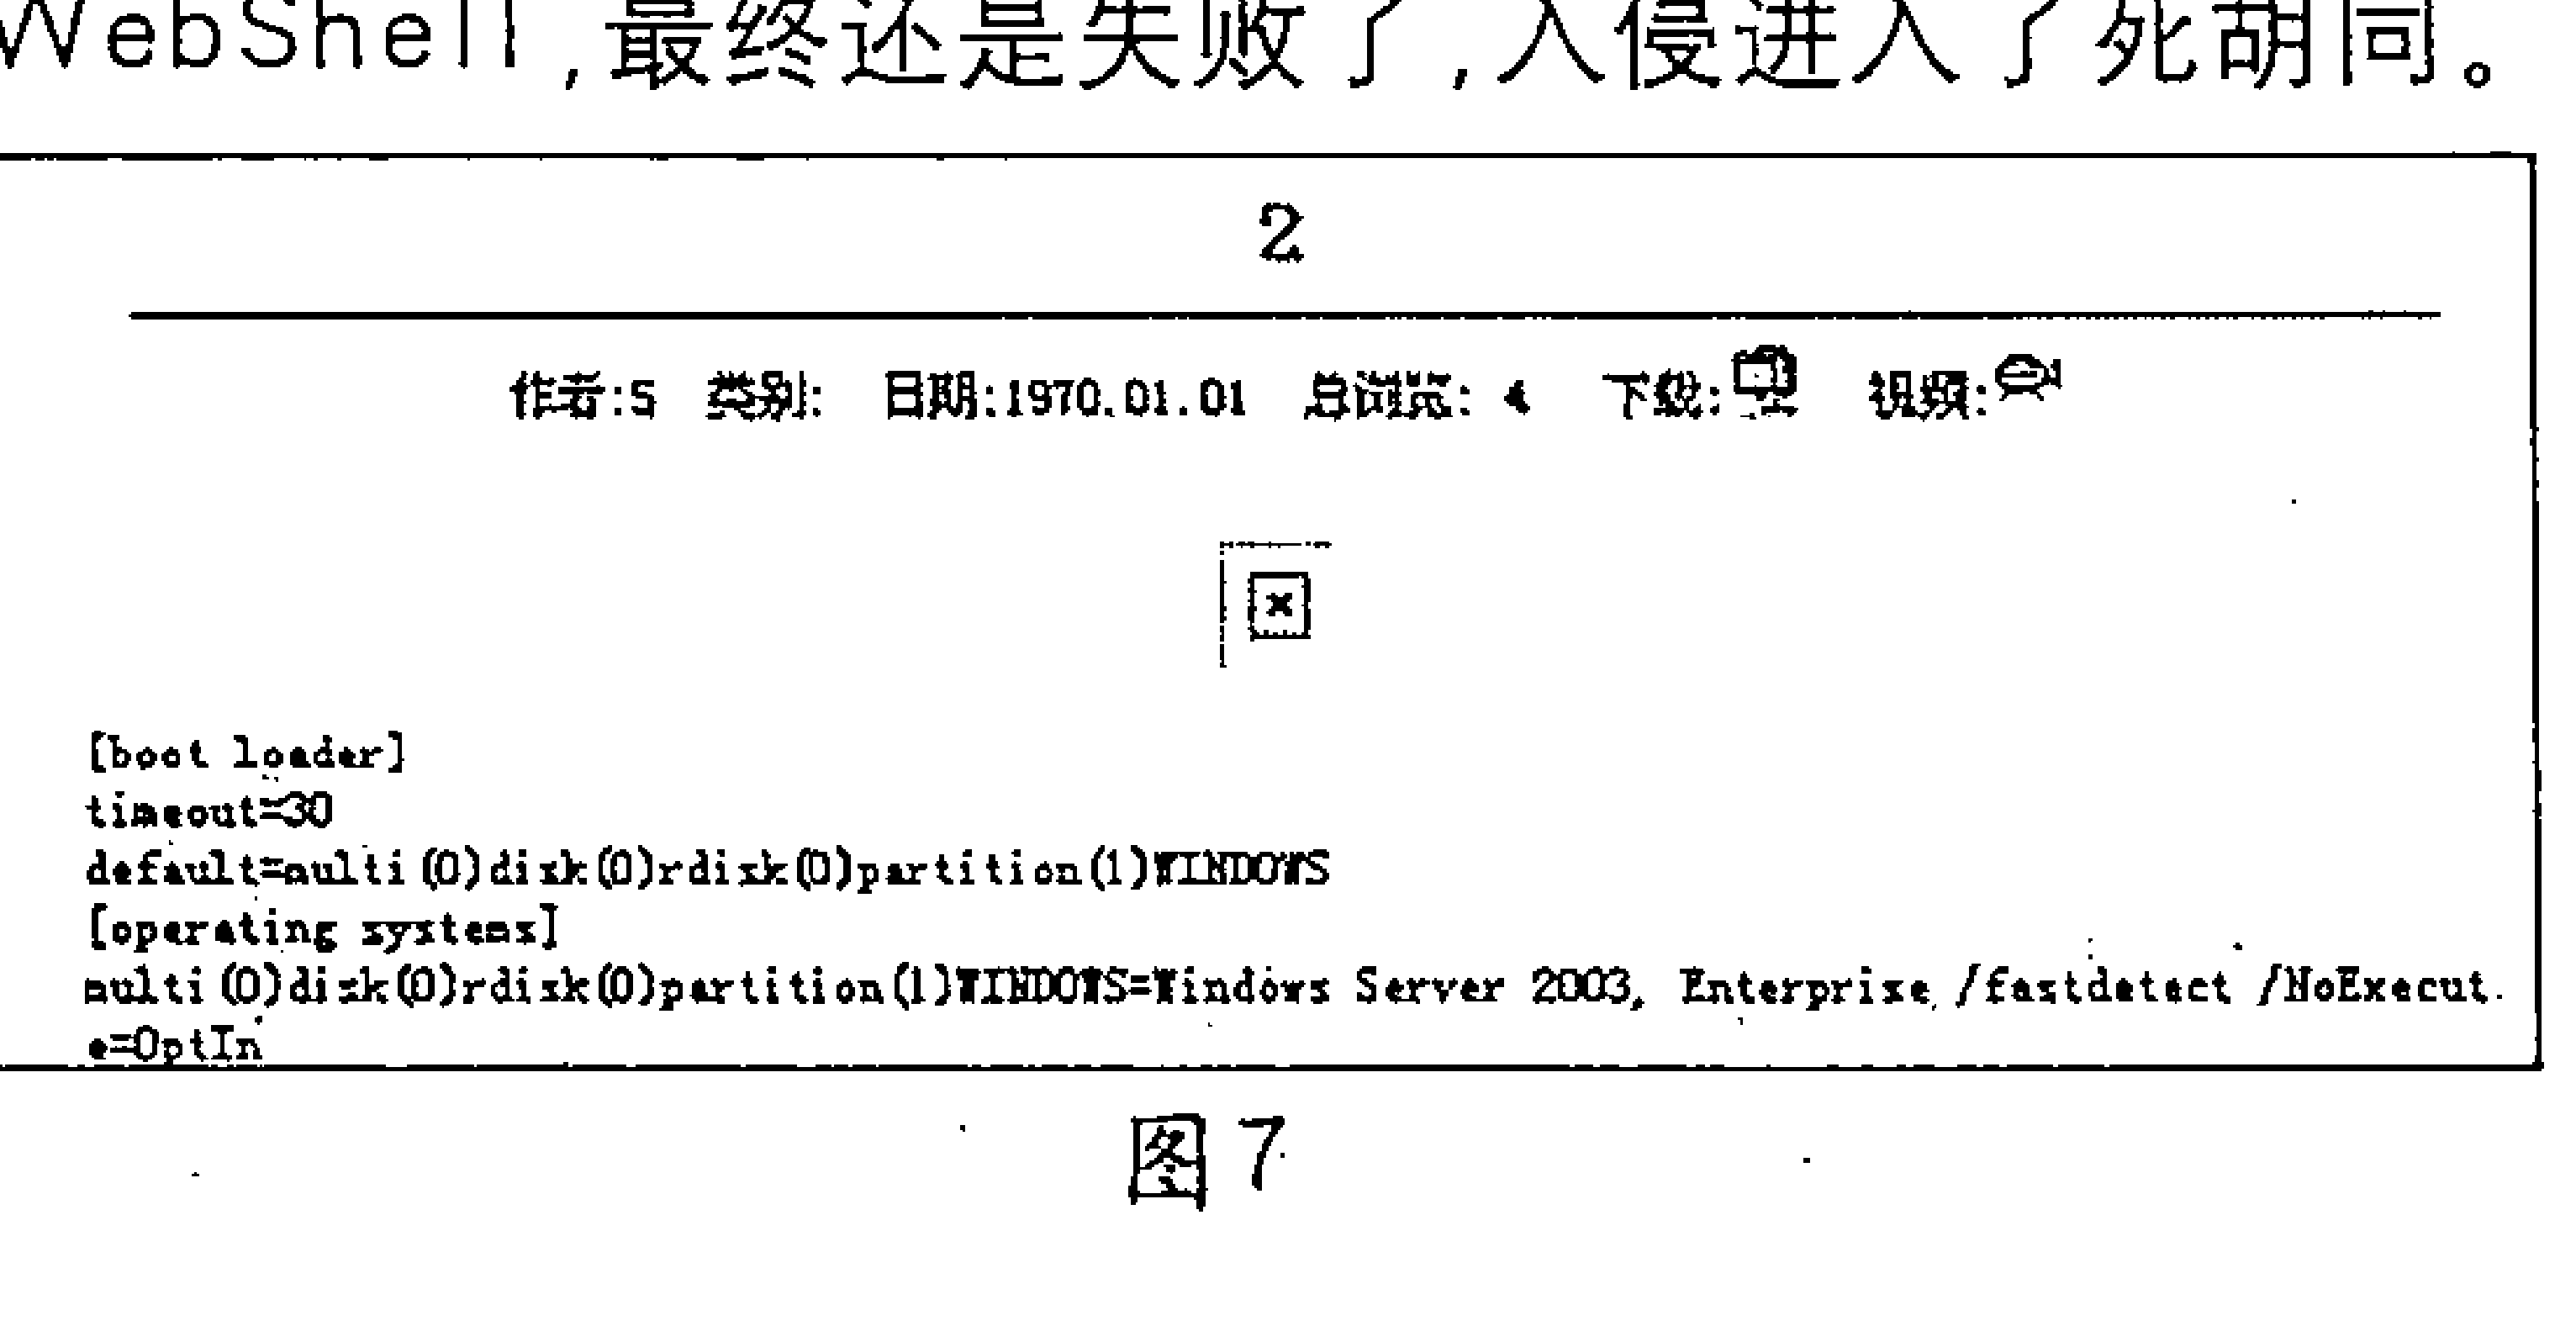 WebShell,最终还是失败了,入侵进入了死胡同。
2
作者:5 类别: 日期:1970.01.01 总浏览: 4 下载: 视频:
[boot loader]
timeout=30
default=multi(0)disk(0)rdisk(0)partition(1)WINDOWS
[operating systems]
multi(0)disk(0)rdisk(0)partition(1)WINDOWS=Windows Server 2003, Enterprise /fastdetect /NoExecut
e=OptIn
图7